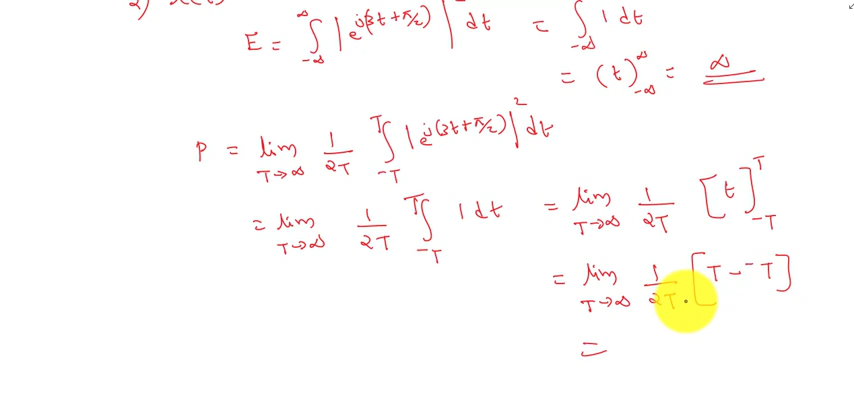 2) x(t)
E = ∫_{-∞}^{∞} |e^{j(3t+π/2)}|^2 dt = ∫_{-∞}^{∞} 1 dt
= (t)_{-∞}^{∞} = ∞
P = lim_{T→∞} 1/2T ∫_{-T}^{T} |e^{j(3t+π/2)}|^2 dt
= lim_{T→∞} 1/2T ∫_{-T}^{T} 1 dt = lim_{T→∞} 1/2T [t]_{-T}^{T}
= lim_{T→∞} 1/2T [T - -T]
=